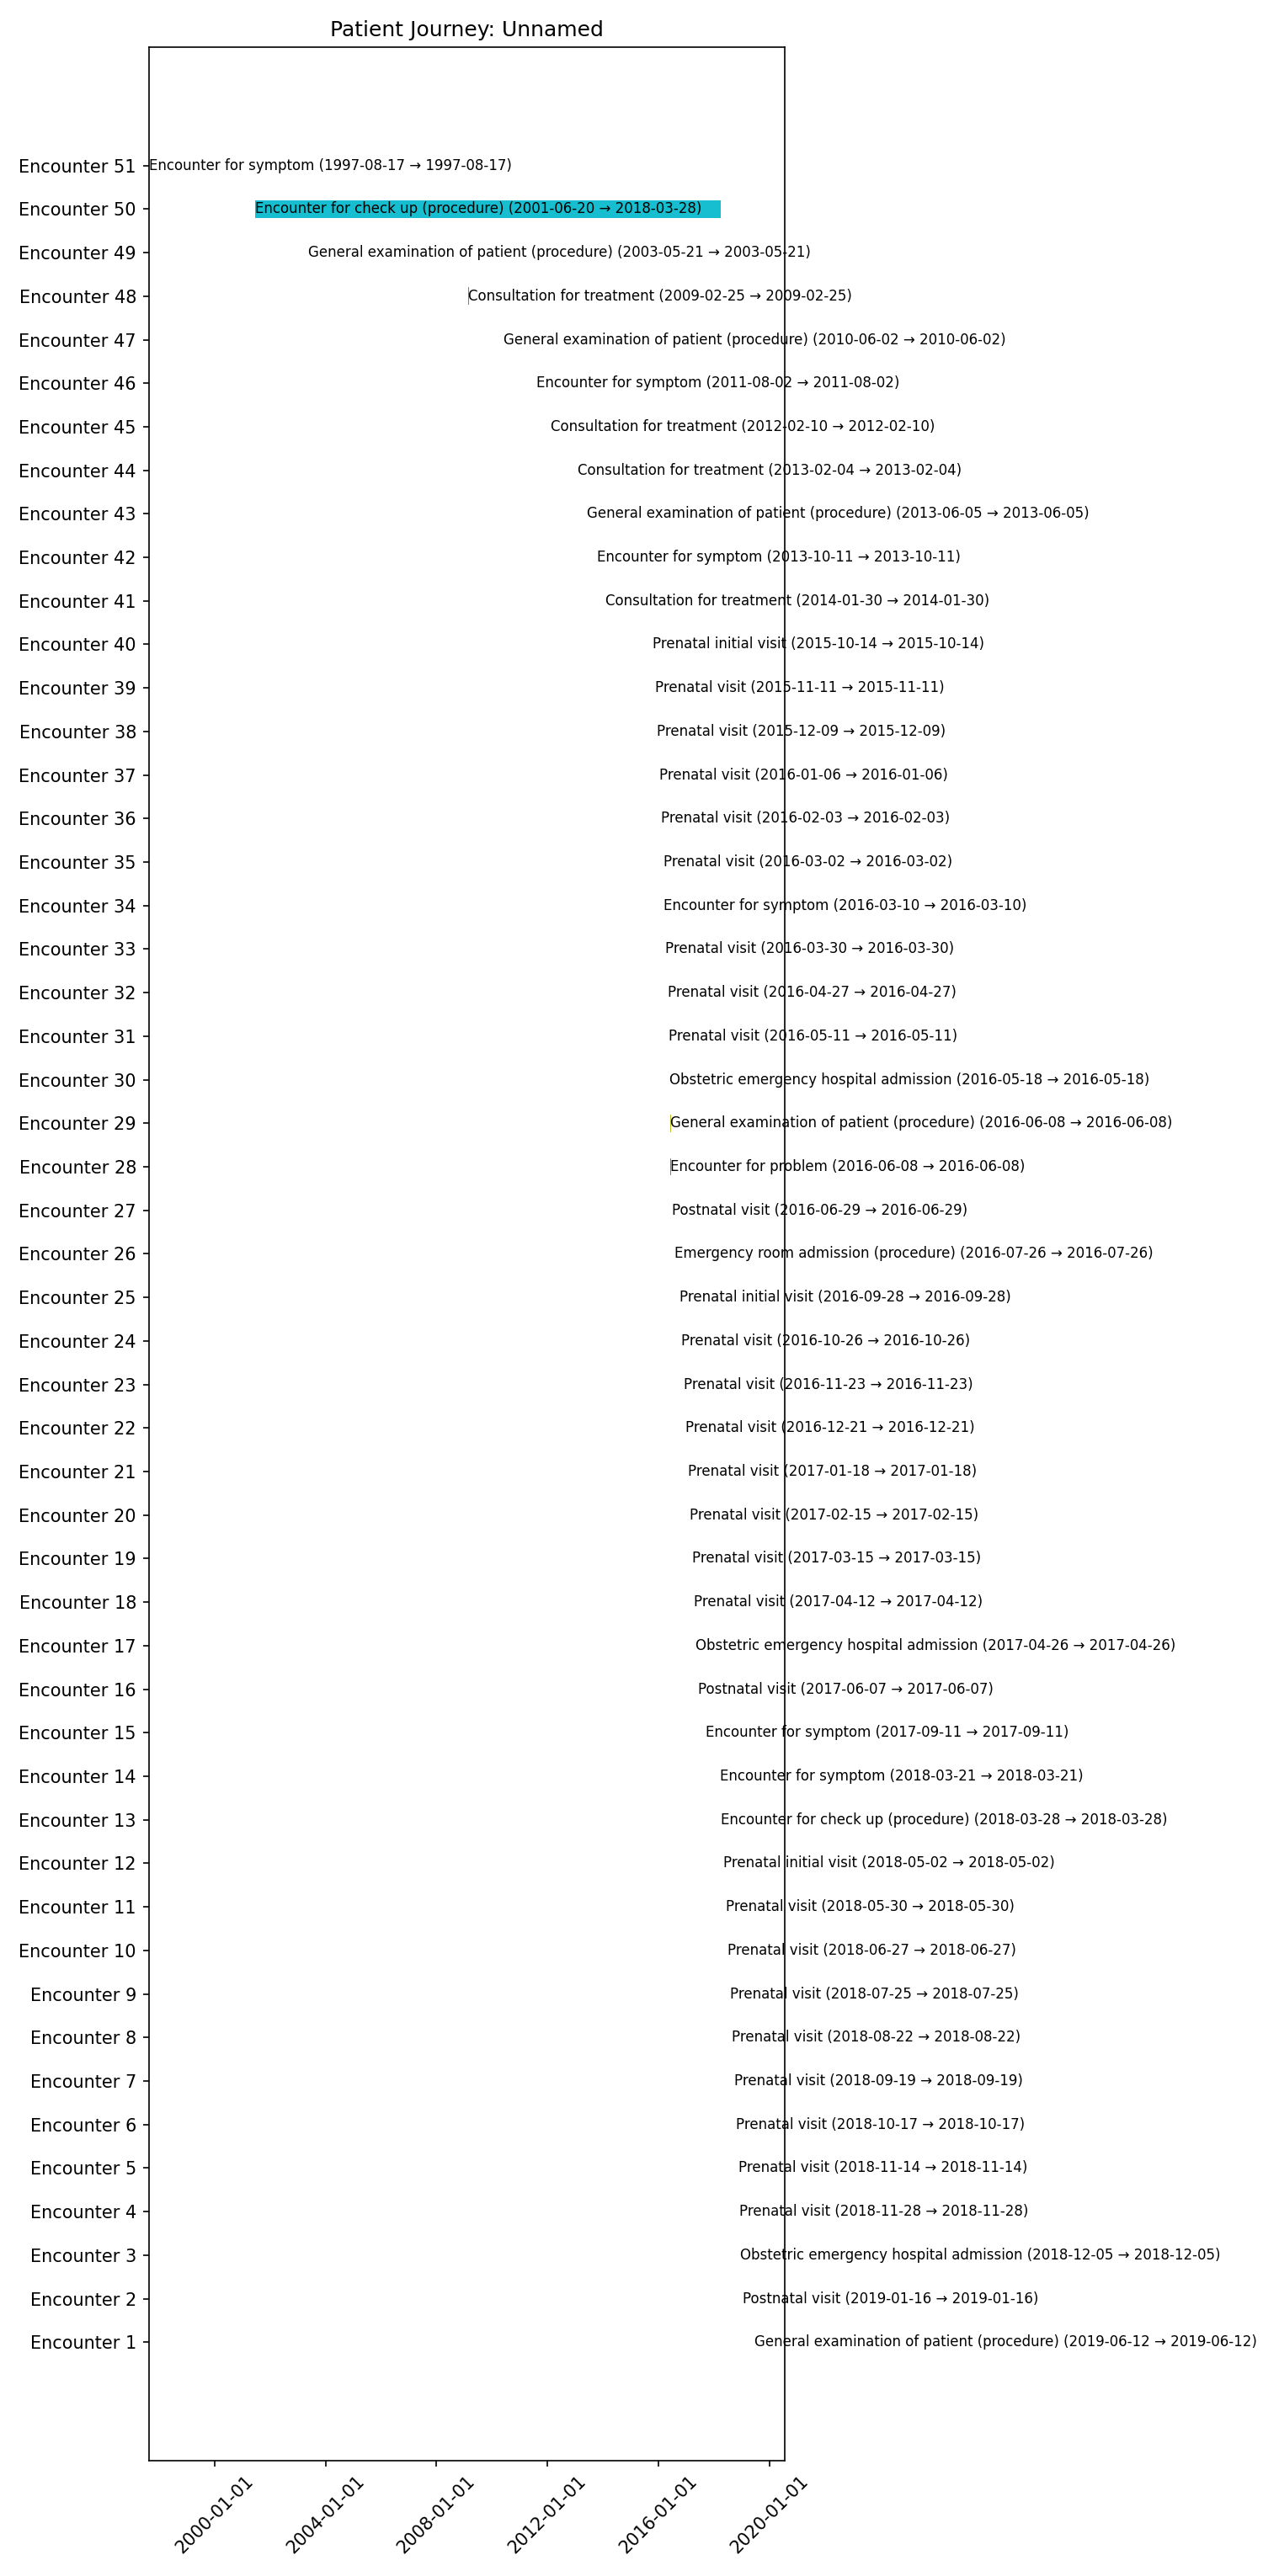 Patient Journey: Unnamed
Encounter 51 Encounter for symptom (1997-08-17 → 1997-08-17)
Encounter 50 Encounter for check up (procedure) (2001-06-20 → 2018-03-28)
Encounter 49 General examination of patient (procedure) (2003-05-21 → 2003-05-21)
Encounter 48 Consultation for treatment (2009-02-25 → 2009-02-25)
Encounter 47 General examination of patient (procedure) (2010-06-02 → 2010-06-02)
Encounter 46 Encounter for symptom (2011-08-02 → 2011-08-02)
Encounter 45 Consultation for treatment (2012-02-10 → 2012-02-10)
Encounter 44 Consultation for treatment (2013-02-04 → 2013-02-04)
Encounter 43 General examination of patient (procedure) (2013-06-05 → 2013-06-05)
Encounter 42 Encounter for symptom (2013-10-11 → 2013-10-11)
Encounter 41 Consultation for treatment (2014-01-30 → 2014-01-30)
Encounter 40 Prenatal initial visit (2015-10-14 → 2015-10-14)
Encounter 39 Prenatal visit (2015-11-11 → 2015-11-11)
Encounter 38 Prenatal visit (2015-12-09 → 2015-12-09)
Encounter 37 Prenatal visit (2016-01-06 → 2016-01-06)
Encounter 36 Prenatal visit (2016-02-03 → 2016-02-03)
Encounter 35 Prenatal visit (2016-03-02 → 2016-03-02)
Encounter 34 Encounter for symptom (2016-03-10 → 2016-03-10)
Encounter 33 Prenatal visit (2016-03-30 → 2016-03-30)
Encounter 32 Prenatal visit (2016-04-27 → 2016-04-27)
Encounter 31 Prenatal visit (2016-05-11 → 2016-05-11)
Encounter 30 Obstetric emergency hospital admission (2016-05-18 → 2016-05-18)
Encounter 29 General examination of patient (procedure) (2016-06-08 → 2016-06-08)
Encounter 28 Encounter for problem (2016-06-08 → 2016-06-08)
Encounter 27 Postnatal visit (2016-06-29 → 2016-06-29)
Encounter 26 Emergency room admission (procedure) (2016-07-26 → 2016-07-26)
Encounter 25 Prenatal initial visit (2016-09-28 → 2016-09-28)
Encounter 24 Prenatal visit (2016-10-26 → 2016-10-26)
Encounter 23 Prenatal visit (2016-11-23 → 2016-11-23)
Encounter 22 Prenatal visit (2016-12-21 → 2016-12-21)
Encounter 21 Prenatal visit (2017-01-18 → 2017-01-18)
Encounter 20 Prenatal visit (2017-02-15 → 2017-02-15)
Encounter 19 Prenatal visit (2017-03-15 → 2017-03-15)
Encounter 18 Prenatal visit (2017-04-12 → 2017-04-12)
Encounter 17 Obstetric emergency hospital admission (2017-04-26 → 2017-04-26)
Encounter 16 Postnatal visit (2017-06-07 → 2017-06-07)
Encounter 15 Encounter for symptom (2017-09-11 → 2017-09-11)
Encounter 14 Encounter for symptom (2018-03-21 → 2018-03-21)
Encounter 13 Encounter for check up (procedure) (2018-03-28 → 2018-03-28)
Encounter 12 Prenatal initial visit (2018-05-02 → 2018-05-02)
Encounter 11 Prenatal visit (2018-05-30 → 2018-05-30)
Encounter 10 Prenatal visit (2018-06-27 → 2018-06-27)
Encounter 9 Prenatal visit (2018-07-25 → 2018-07-25)
Encounter 8 Prenatal visit (2018-08-22 → 2018-08-22)
Encounter 7 Prenatal visit (2018-09-19 → 2018-09-19)
Encounter 6 Prenatal visit (2018-10-17 → 2018-10-17)
Encounter 5 Prenatal visit (2018-11-14 → 2018-11-14)
Encounter 4 Prenatal visit (2018-11-28 → 2018-11-28)
Encounter 3 Obstetric emergency hospital admission (2018-12-05 → 2018-12-05)
Encounter 2 Postnatal visit (2019-01-16 → 2019-01-16)
Encounter 1 General examination of patient (procedure) (2019-06-12 → 2019-06-12)
2000-01-01 2004-01-01 2008-01-01 2012-01-01 2016-01-01 2020-01-01